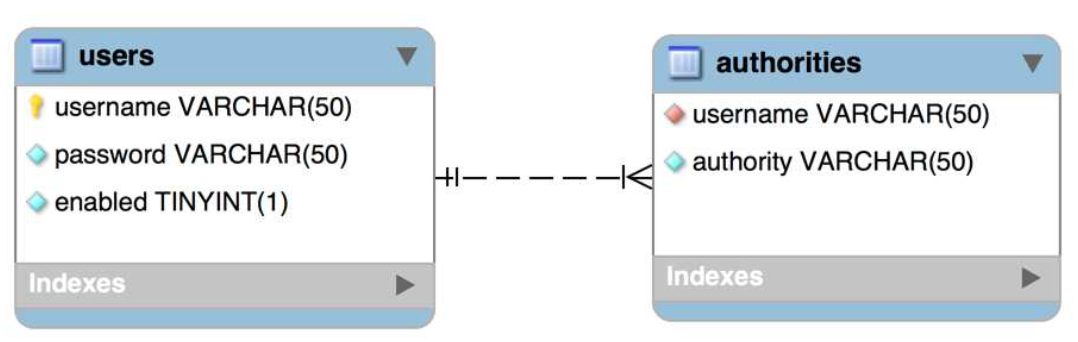 users
username VARCHAR(50)
password VARCHAR(50)
enabled TINYINT(1)
Indexes
authorities
username VARCHAR(50)
authority VARCHAR(50)
Indexes